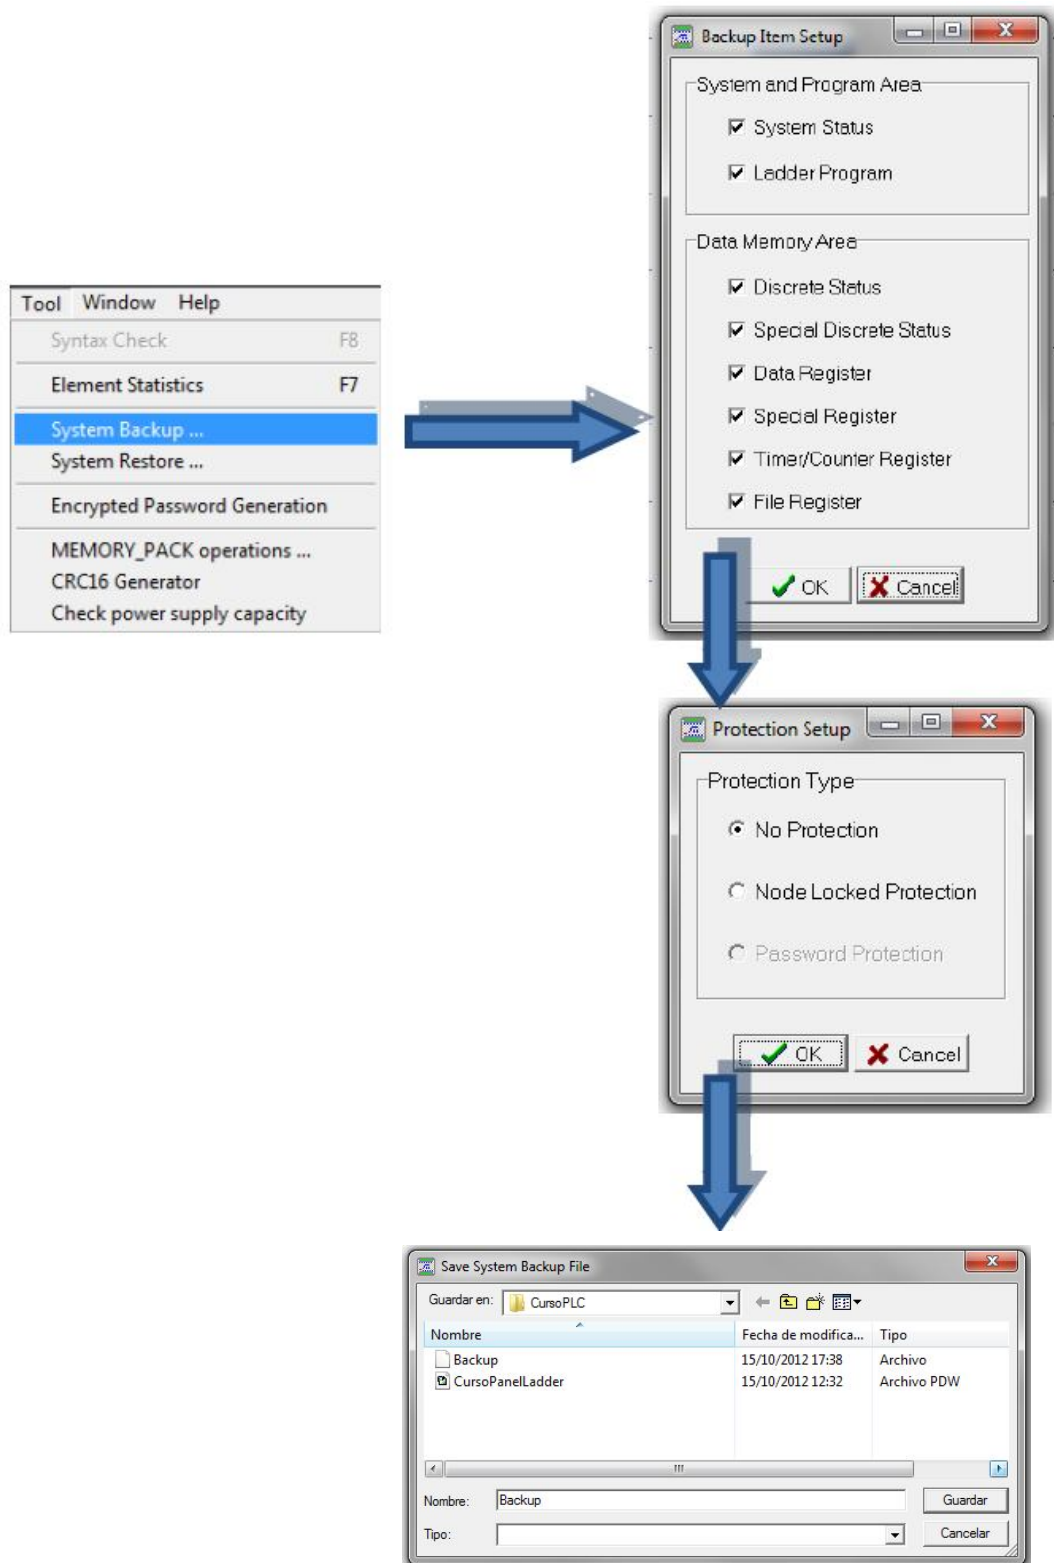 Tool Window Help
Syntax Check F8
Element Statistics F7
System Backup ...
System Restore ...
Encrypted Password Generation
MEMORY_PACK operations ...
CRC16 Generator
Check power supply capacity
Backup Item Setup
System and Program Area
System Status
Ladder Program
Data Memory Area
Discrete Status
Special Discrete Status
Data Register
Special Register
Timer/Counter Register
File Register
OK Cancel
Protection Setup
Protection Type
No Protection
Node Locked Protection
Password Protection
OK Cancel
Save System Backup File
Guardar en: CursoPLC
Nombre Fecha de modifica... Tipo
Backup 15/10/2012 17:38 Archivo
CursoPanelLadder 15/10/2012 12:32 Archivo PDW
Nombre: Backup Guardar
Tipo: Cancelar